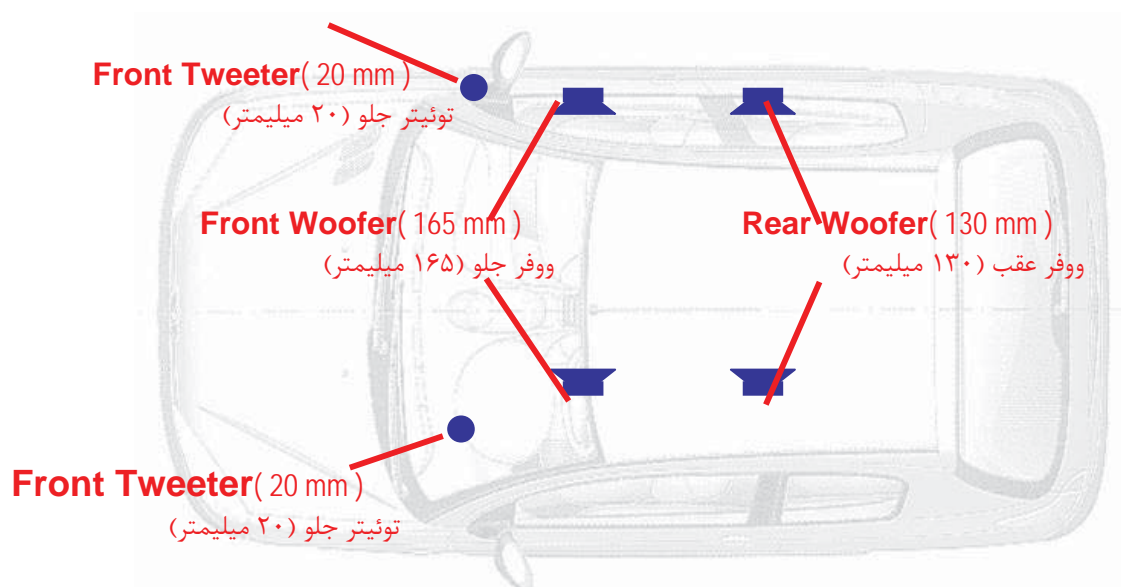 Front Tweeter( 20 mm )
توئیتر جلو (۲۰ میلیمتر)
Front Woofer( 165 mm )
ووفر جلو (۱۶۵ میلیمتر)
Rear Woofer( 130 mm )
ووفر عقب (۱۳۰ میلیمتر)
Front Tweeter( 20 mm )
توئیتر جلو (۲۰ میلیمتر)